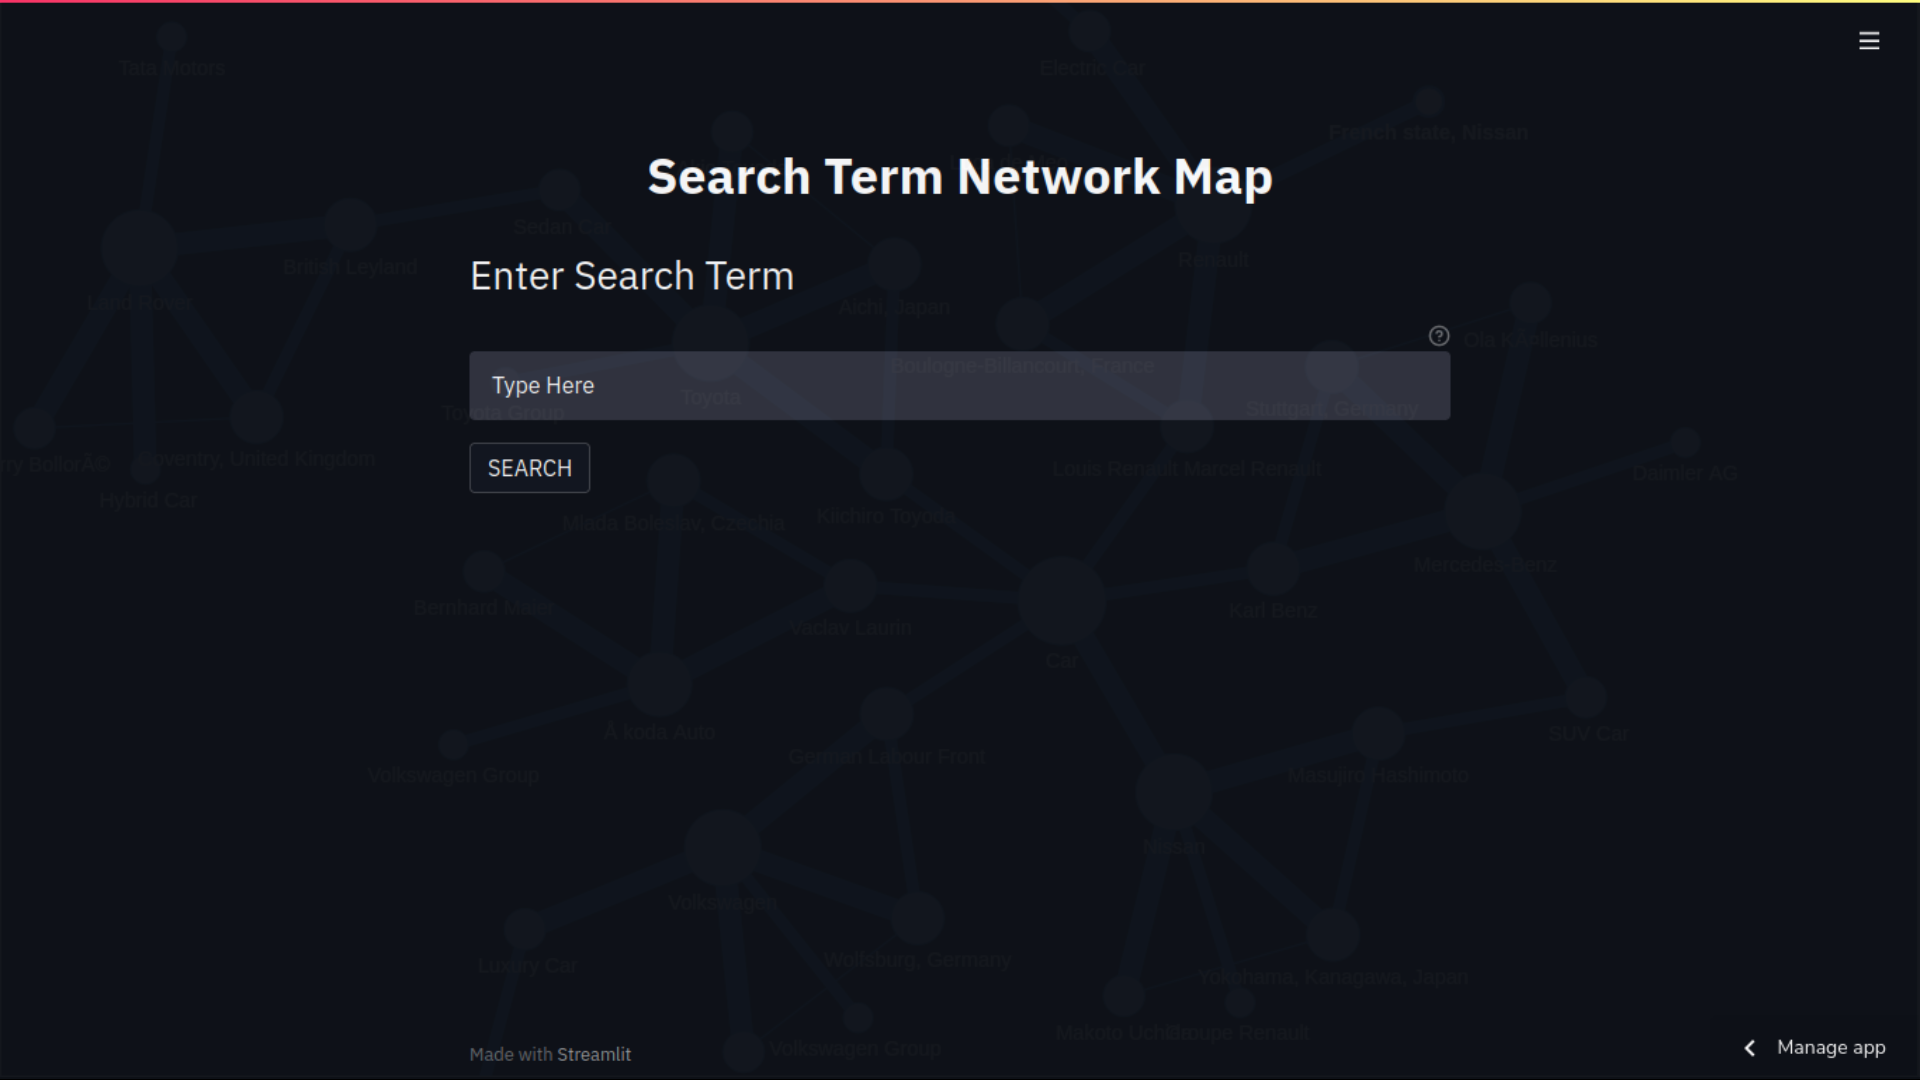 Tata Motors
Electric Car
French state, Nissan
Search Term Network Map
Sedan Car
Renault
British Leyland
Enter Search Term
Land Rover
Aichi, Japan
Ola Källenius
Boulogne-Billancourt, France
Type Here
Toyota
Toyota Group
Stuttgart, Germany
Coventry, United Kingdom
SEARCH
Louis Renault Marcel Renault
Daimler AG
Hybrid Car
Mlada Boleslav, Czechia
Kiichiro Toyoda
Mercedes-Benz
Bernhard Maier
Karl Benz
Vaclav Laurin
Car
Å koda Auto
SUV Car
German Labour Front
Volkswagen Group
Masujiro Hashimoto
Nissan
Volkswagen
Wolfsburg, Germany
Luxury Car
Yokohama, Kanagawa, Japan
Groupe Renault
Volkswagen Group
Manage app
Made with Streamlit